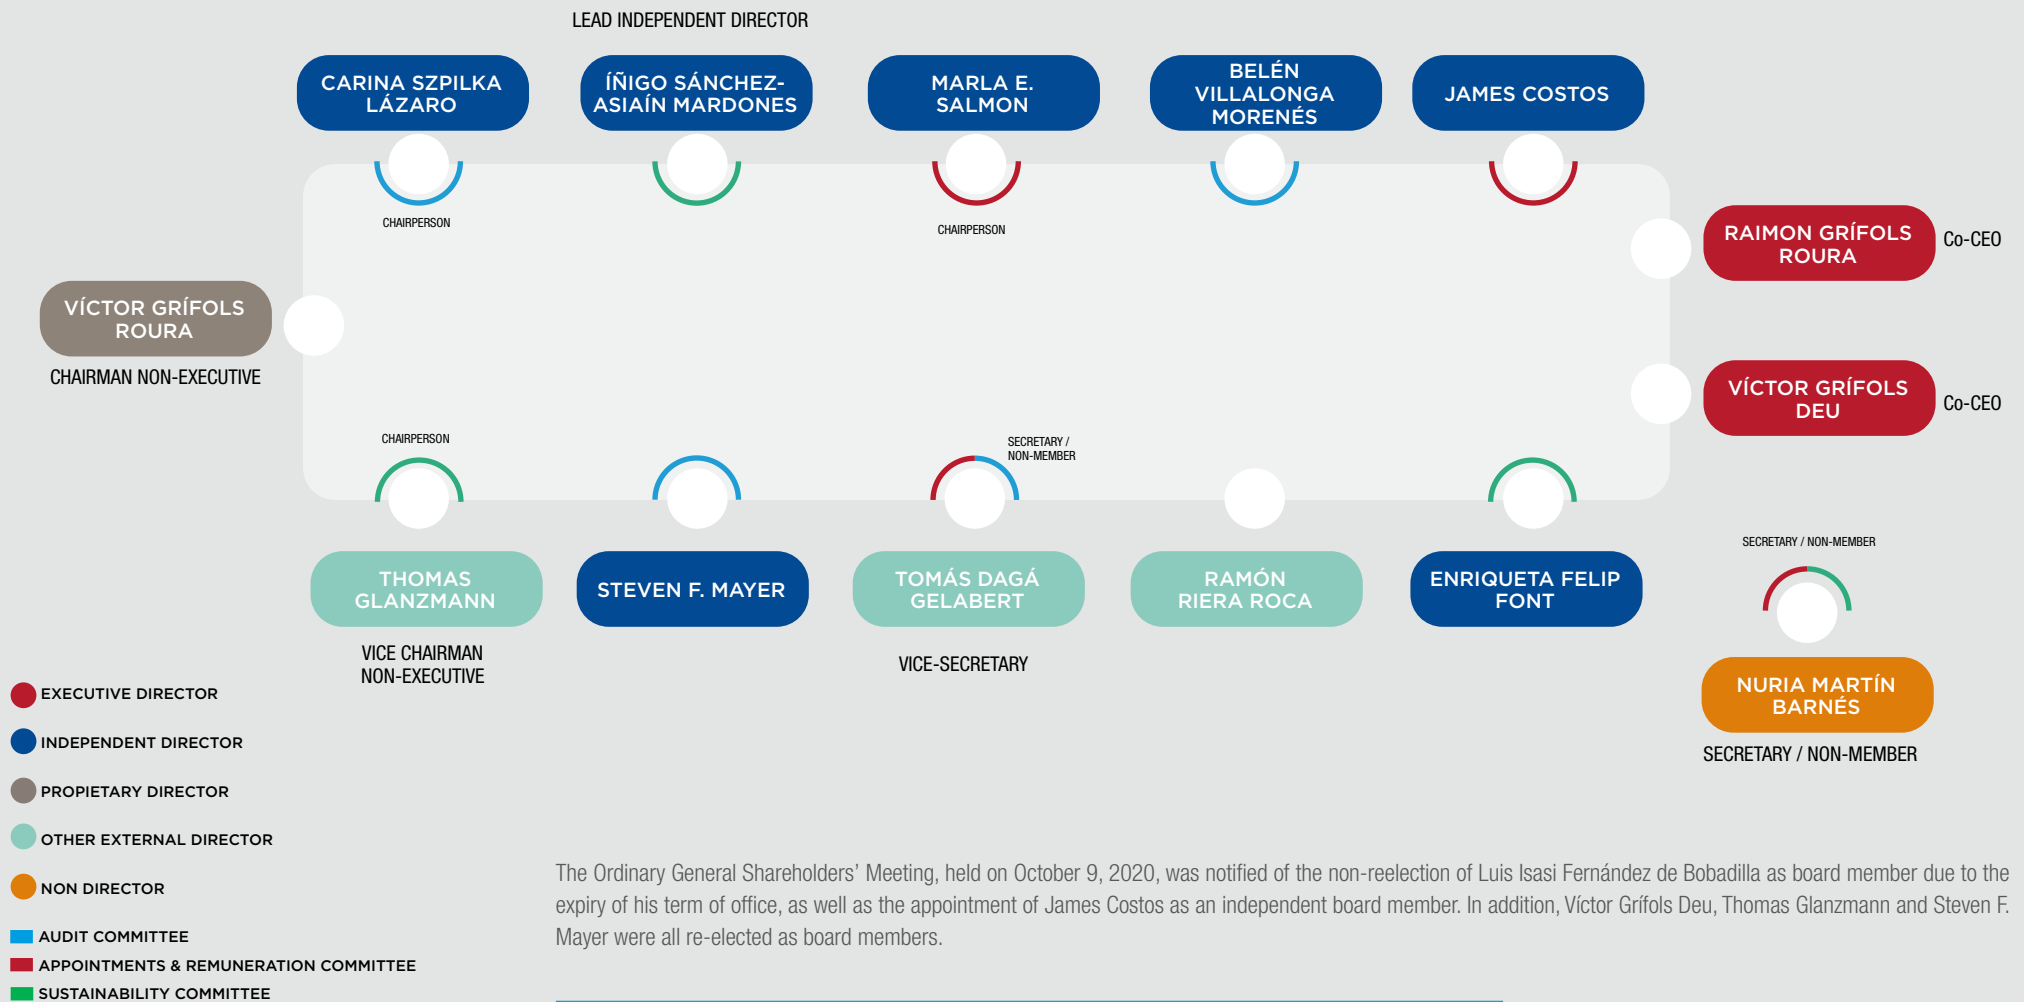 LEAD INDEPENDENT DIRECTOR
CARINA SZPILKA
LÁZARO
ÍÑIGO SÁNCHEZ-
ASIAÍN MARDONES
MARLA E.
SALMON
BELÉN
VILLALONGA
MORENÉS
JAMES COSTOS
CHAIRPERSON
CHAIRPERSON
RAIMON GRÍFOLS
ROURA
Co-CEO
VÍCTOR GRÍFOLS
ROURA
CHAIRMAN NON-EXECUTIVE
VÍCTOR GRÍFOLS
DEU
Co-CEO
CHAIRPERSON
SECRETARY /
NON-MEMBER
THOMAS
GLANZMANN
STEVEN F. MAYER
TOMÁS DAGÁ
GELABERT
RAMÓN
RIERA ROCA
ENRIQUETA FELIP
FONT
SECRETARY / NON-MEMBER
VICE CHAIRMAN
NON-EXECUTIVE
VICE-SECRETARY
NURIA MARTÍN
BARNÉS
SECRETARY / NON-MEMBER
EXECUTIVE DIRECTOR
INDEPENDENT DIRECTOR
PROPIETARY DIRECTOR
OTHER EXTERNAL DIRECTOR
NON DIRECTOR
AUDIT COMMITTEE
APPOINTMENTS & REMUNERATION COMMITTEE
SUSTAINABILITY COMMITTEE
The Ordinary General Shareholders' Meeting, held on October 9, 2020, was notified of the non-reelection of Luis Isasi Fernández de Bobadilla as board member due to the
expiry of his term of office, as well as the appointment of James Costos as an independent board member. In addition, Víctor Grífols Deu, Thomas Glanzmann and Steven F.
Mayer were all re-elected as board members.